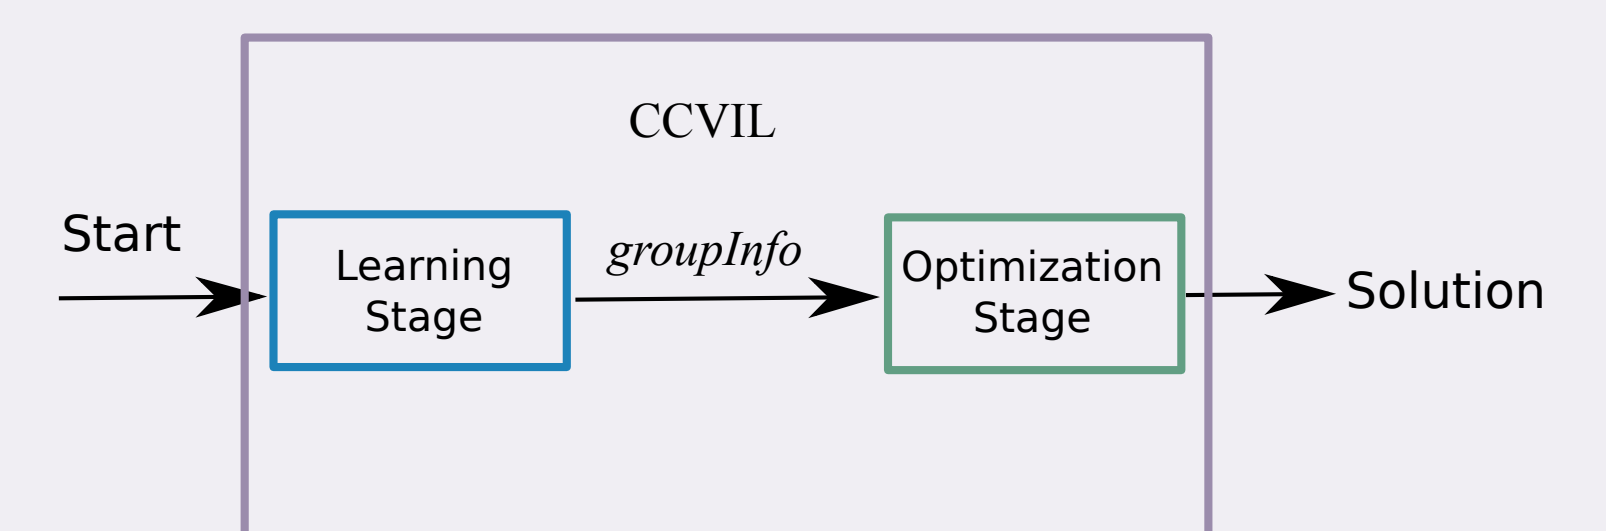 CCVIL
Start
Learning
Stage
groupInfo
Optimization
Stage
Solution